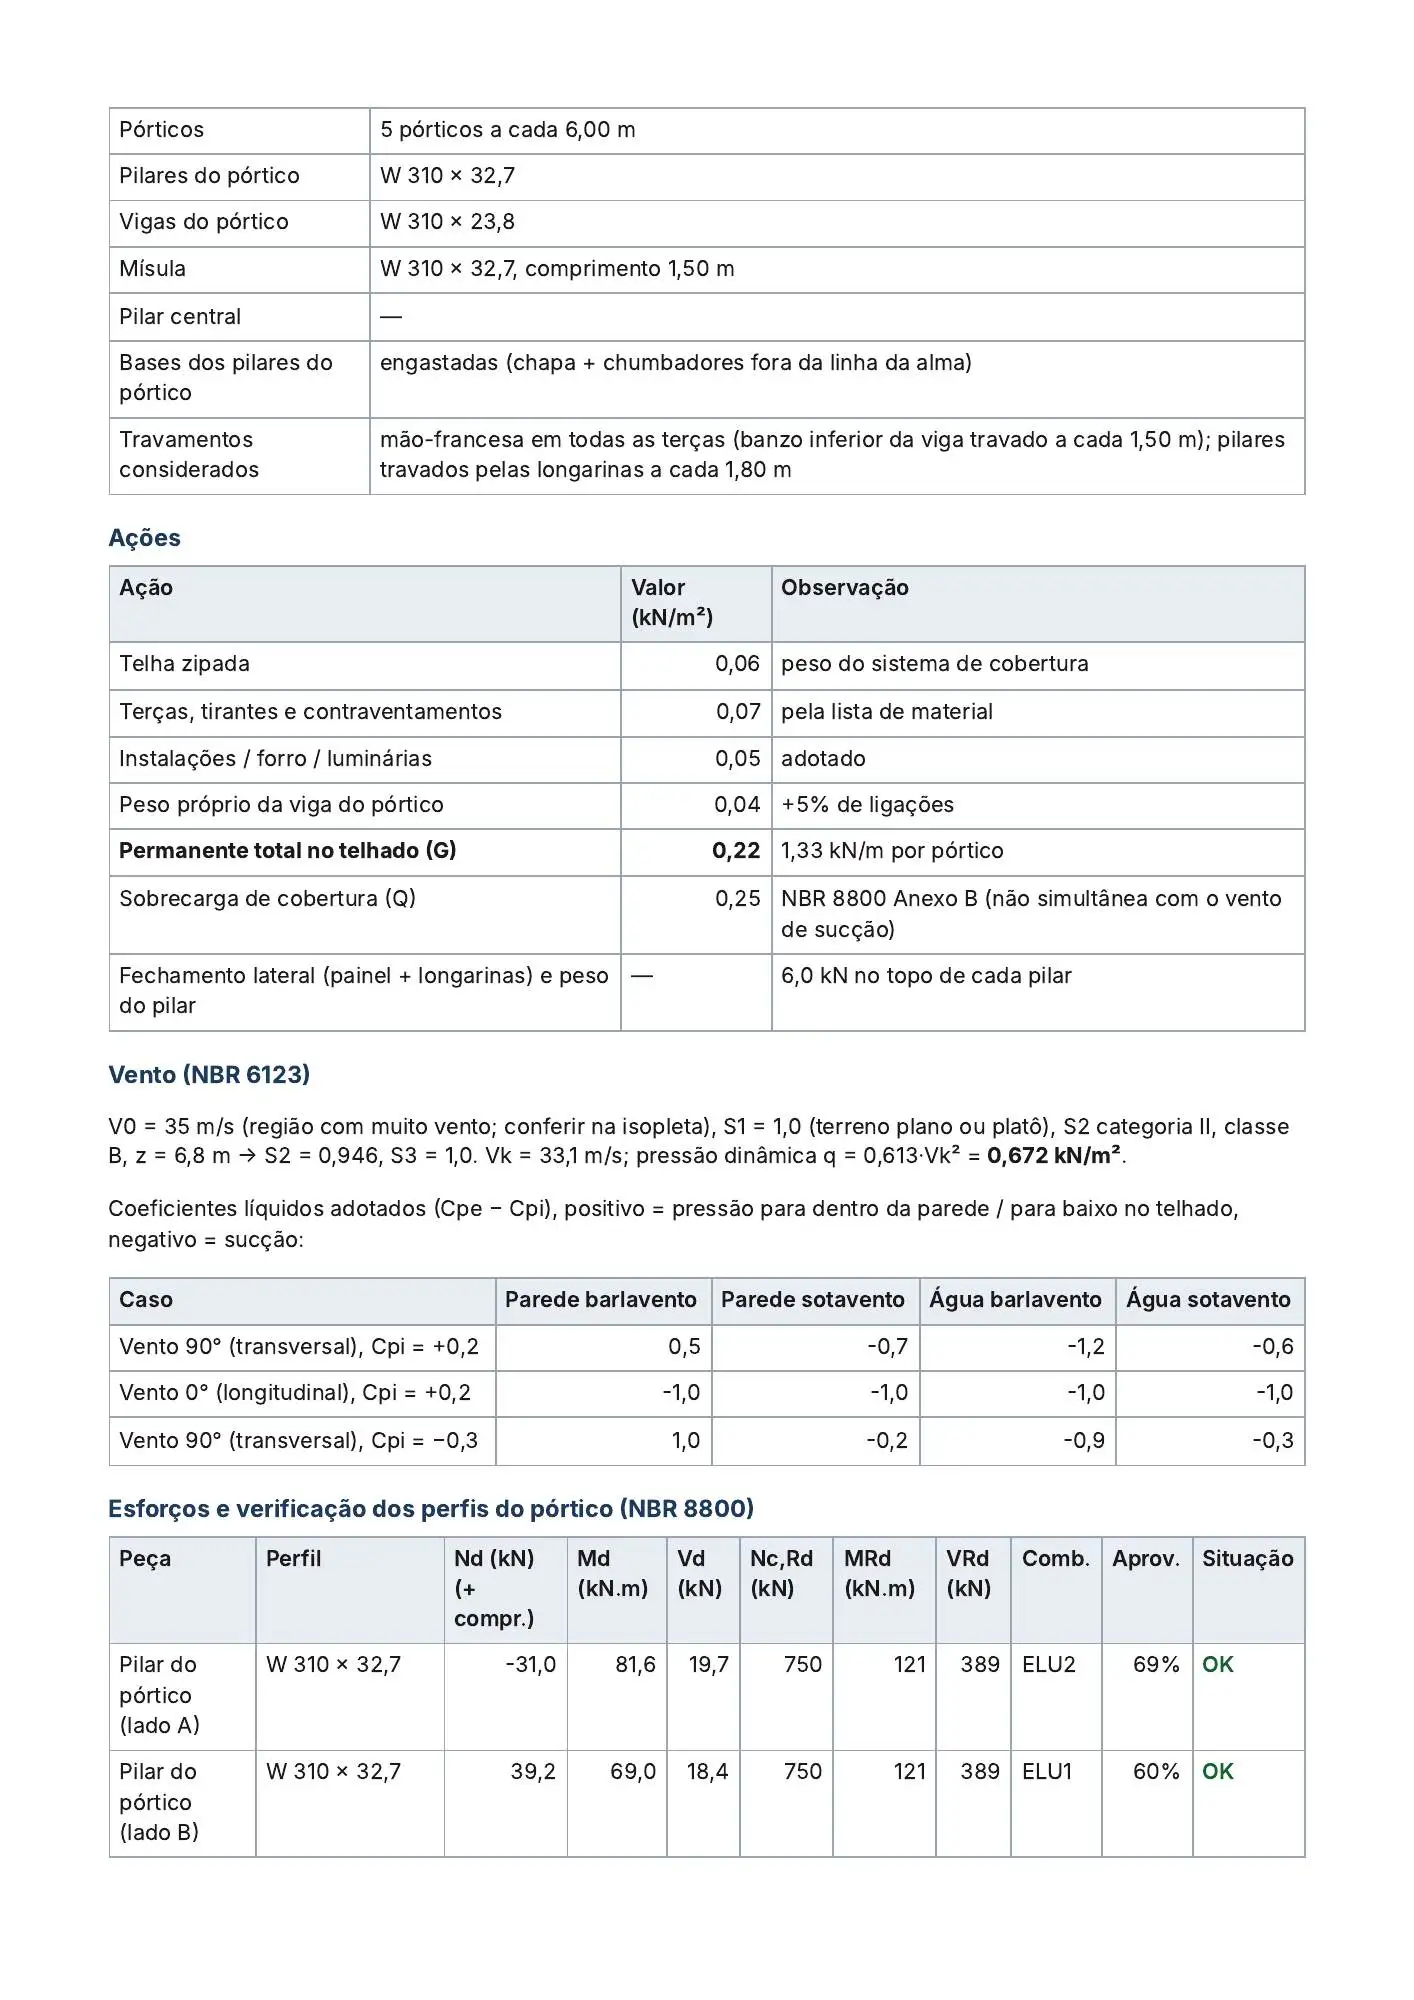 Pórticos
5 pórticos a cada 6,00 m
Pilares do pórtico
W 310 × 32,7
Vigas do pórtico
W 310 × 23,8
Mísula
W 310 × 32,7, comprimento 1,50 m
Pilar central
—
Bases dos pilares do
pórtico
engastadas (chapa + chumbadores fora da linha da alma)
Travamentos
considerados
mão-francesa em todas as terças (banzo inferior da viga travado a cada 1,50 m); pilares
travados pelas longarinas a cada 1,80 m
Ações
Ação
Valor
(kN/m²)
Observação
Telha zipada
0,06
peso do sistema de cobertura
Terças, tirantes e contraventamentos
0,07
pela lista de material
Instalações / forro / luminárias
0,05
adotado
Peso próprio da viga do pórtico
0,04
+5% de ligações
Permanente total no telhado (G)
0,22
1,33 kN/m por pórtico
Sobrecarga de cobertura (Q)
0,25
NBR 8800 Anexo B (não simultânea com o vento
de sucção)
Fechamento lateral (painel + longarinas) e peso
do pilar
—
6,0 kN no topo de cada pilar
Vento (NBR 6123)
V0 = 35 m/s (região com muito vento; conferir na isopleta), S1 = 1,0 (terreno plano ou platô), S2 categoria II, classe
B, z = 6,8 m → S2 = 0,946, S3 = 1,0. Vk = 33,1 m/s; pressão dinâmica q = 0,613·Vk² = 0,672 kN/m².
Coeficientes líquidos adotados (Cpe − Cpi), positivo = pressão para dentro da parede / para baixo no telhado,
negativo = sucção:
Caso
Parede barlavento
Parede sotavento
Água barlavento
Água sotavento
Vento 90° (transversal), Cpi = +0,2
0,5
-0,7
-1,2
-0,6
Vento 0° (longitudinal), Cpi = +0,2
-1,0
-1,0
-1,0
-1,0
Vento 90° (transversal), Cpi = −0,3
1,0
-0,2
-0,9
-0,3
Esforços e verificação dos perfis do pórtico (NBR 8800)
Peça
Perfil
Nd (kN)
(+
compr.)
Md
(kN.m)
Vd
(kN)
Nc,Rd
(kN)
MRd
(kN.m)
VRd
(kN)
Comb.
Aprov.
Situação
Pilar do
pórtico
(lado A)
W 310 × 32,7
-31,0
81,6
19,7
750
121
389
ELU2
69%
OK
Pilar do
pórtico
(lado B)
W 310 × 32,7
39,2
69,0
18,4
750
121
389
ELU1
60%
OK